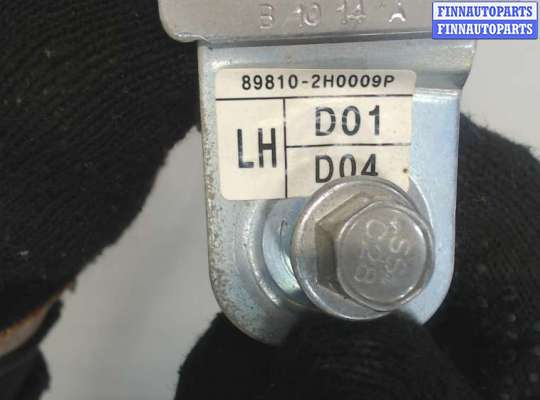 FINNAUTOPARTS
FINNAUTOPARTS
B 10 14 A
89810-2H0009P
LH
D01
D04